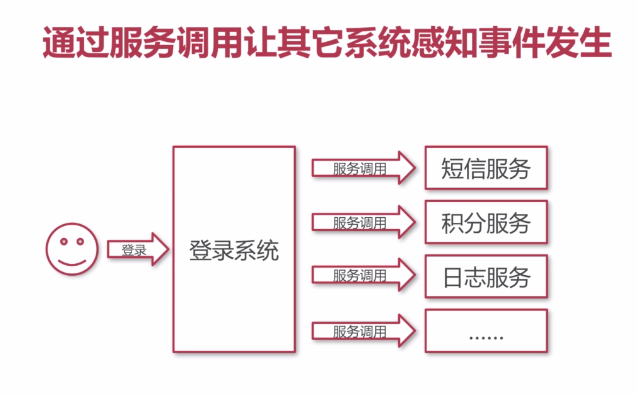 通过服务调用让其它系统感知事件发生
登录
登录系统
服务调用
短信服务
服务调用
积分服务
服务调用
日志服务
服务调用
……